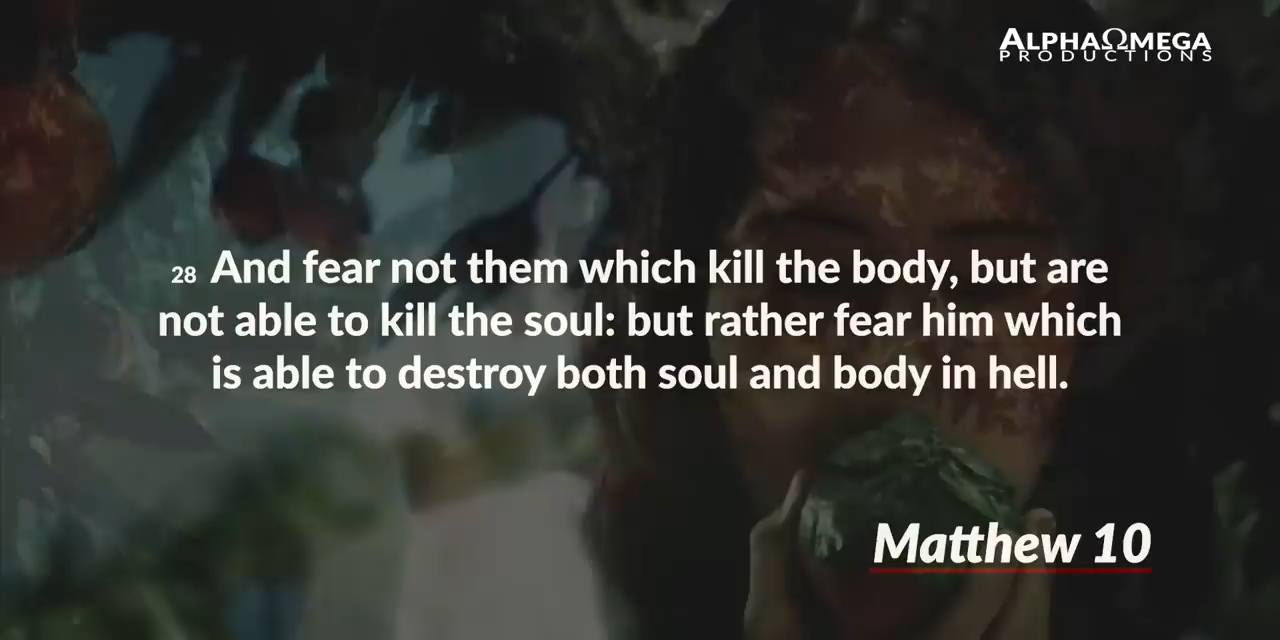 ALPHAΩMEGA
PRODUCTIONS
28 And fear not them which kill the body, but are
not able to kill the soul: but rather fear him which
is able to destroy both soul and body in hell.
Matthew 10